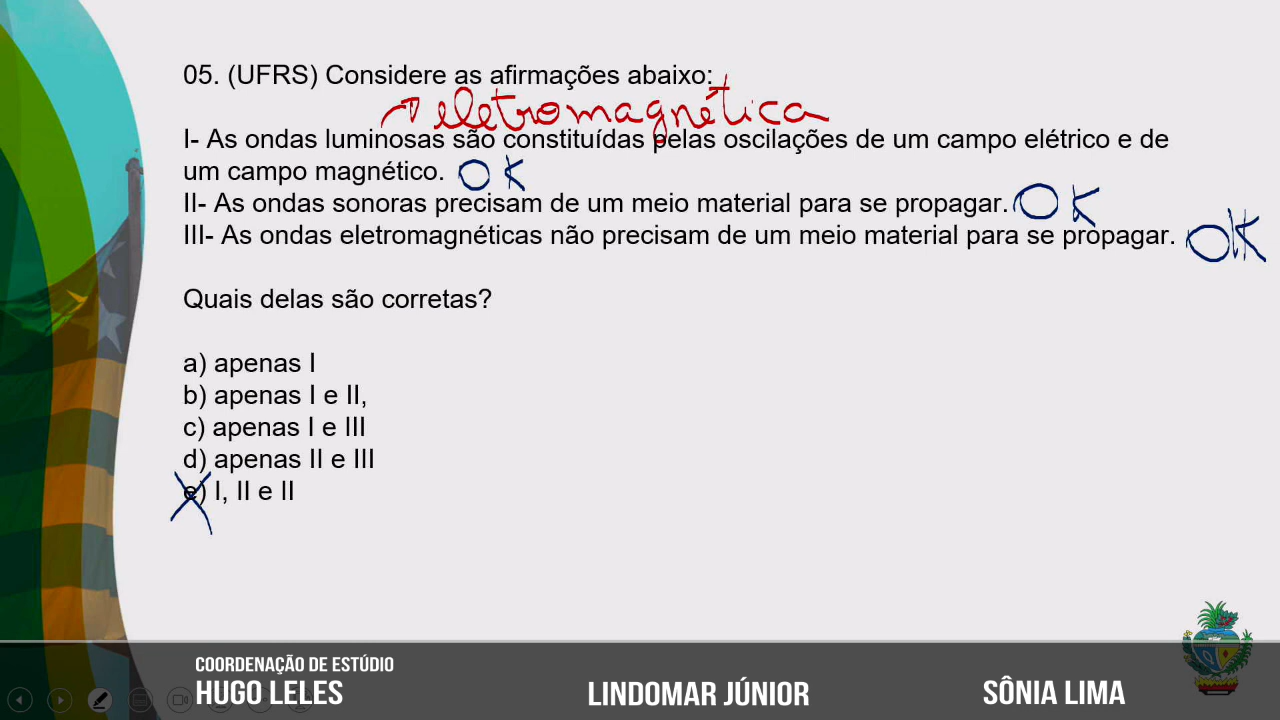 05. (UFRS) Considere as afirmações abaixo:
eletromagnética
I- As ondas luminosas são constituídas pelas oscilações de um campo elétrico e de
um campo magnético. OK
II- As ondas sonoras precisam de um meio material para se propagar. OK
III- As ondas eletromagnéticas não precisam de um meio material para se propagar. OK
Quais delas são corretas?
a) apenas I
b) apenas I e II,
c) apenas I e III
d) apenas II e III
e) I, II e II
COORDENAÇÃO DE ESTÚDIO
HUGO LELES
LINDOMAR JÚNIOR
SÔNIA LIMA